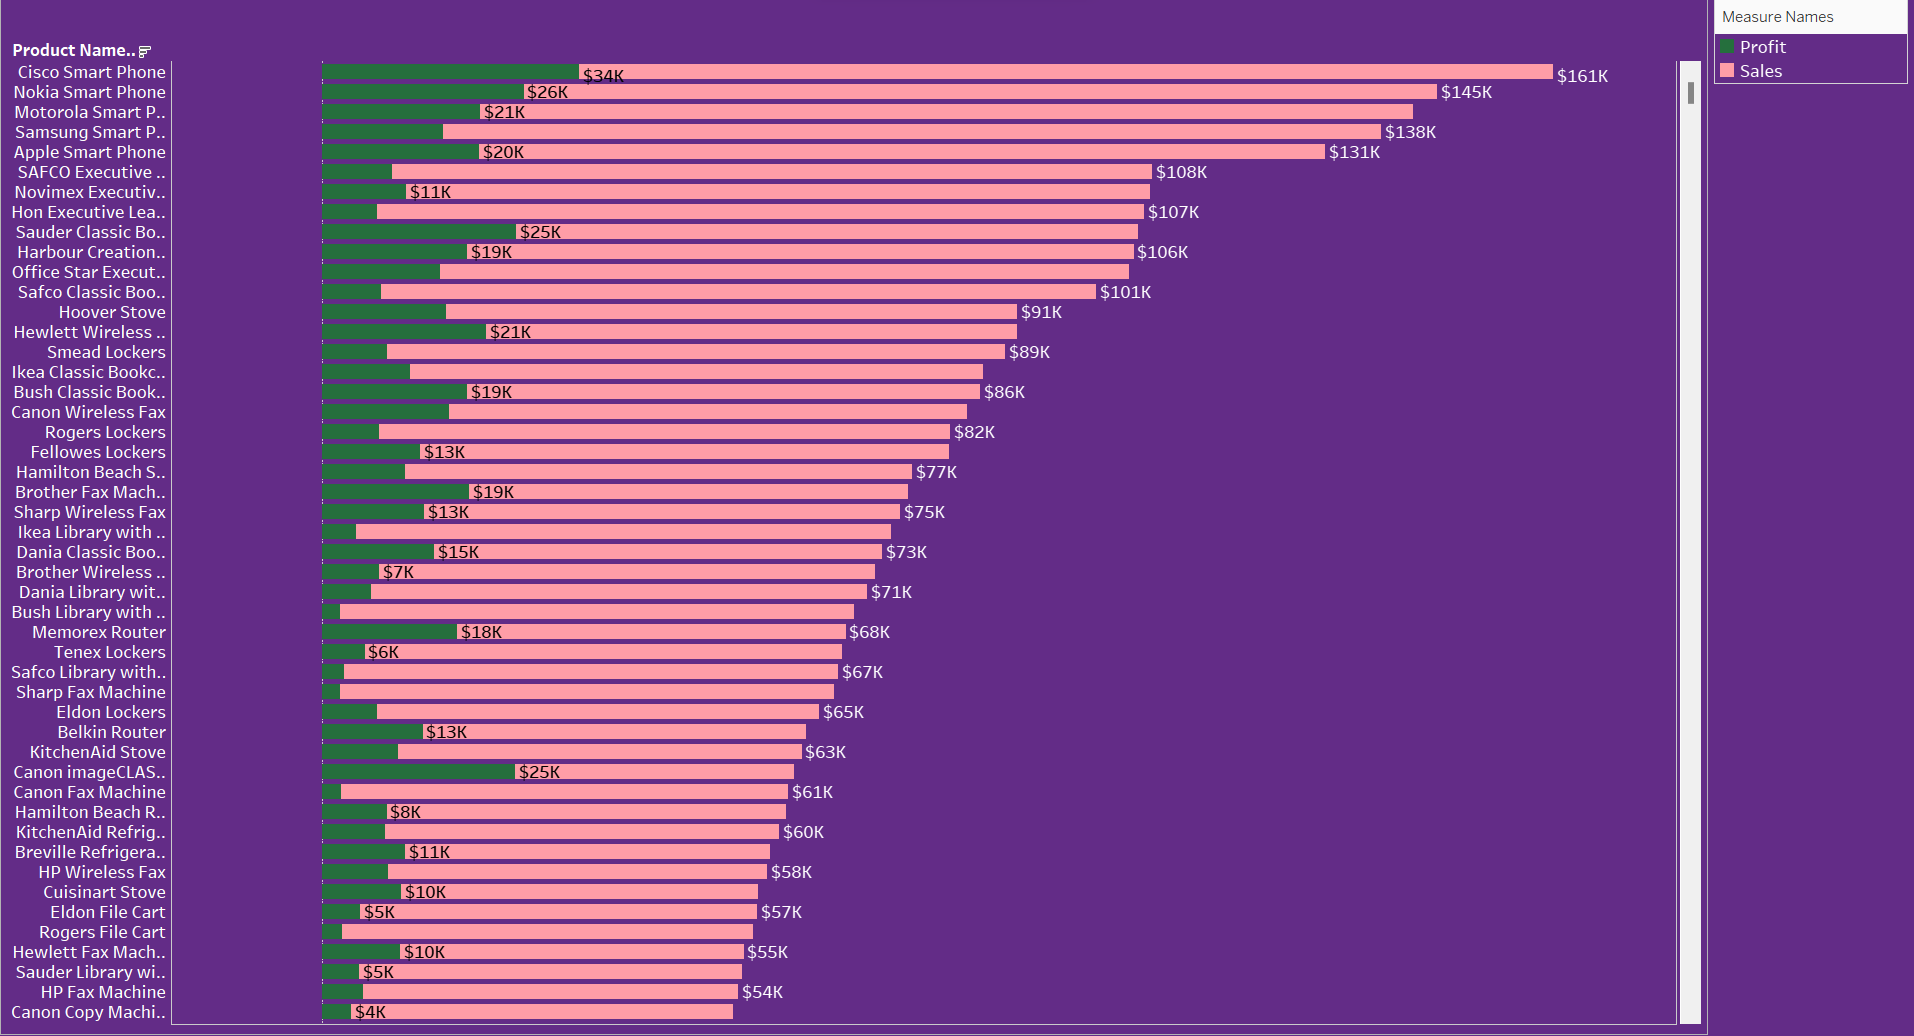 Measure Names
Profit
Sales
Product Name..
Cisco Smart Phone $34K $161K
Nokia Smart Phone $26K $145K
Motorola Smart P.. $21K
Samsung Smart P.. $138K
Apple Smart Phone $20K $131K
SAFCO Executive .. $108K
Novimex Executiv.. $11K
Hon Executive Lea.. $107K
Sauder Classic Bo.. $25K
Harbour Creation.. $19K $106K
Office Star Execut..
Safco Classic Boo.. $101K
Hoover Stove $91K
Hewlett Wireless .. $21K
Smead Lockers $89K
Ikea Classic Bookc..
Bush Classic Book.. $19K $86K
Canon Wireless Fax
Rogers Lockers $82K
Fellowes Lockers $13K
Hamilton Beach S.. $77K
Brother Fax Mach.. $19K
Sharp Wireless Fax $13K $75K
Ikea Library with ..
Dania Classic Boo.. $15K $73K
Brother Wireless .. $7K
Dania Library wit.. $71K
Bush Library with ..
Memorex Router $18K $68K
Tenex Lockers $6K
Safco Library with.. $67K
Sharp Fax Machine
Eldon Lockers $65K
Belkin Router $13K
KitchenAid Stove $63K
Canon imageCLAS.. $25K
Canon Fax Machine $61K
Hamilton Beach R.. $8K
KitchenAid Refrig.. $60K
Breville Refrigera.. $11K
HP Wireless Fax $58K
Cuisinart Stove $10K
Eldon File Cart $5K $57K
Rogers File Cart
Hewlett Fax Mach.. $10K $55K
Sauder Library wi.. $5K
HP Fax Machine $54K
Canon Copy Machi.. $4K